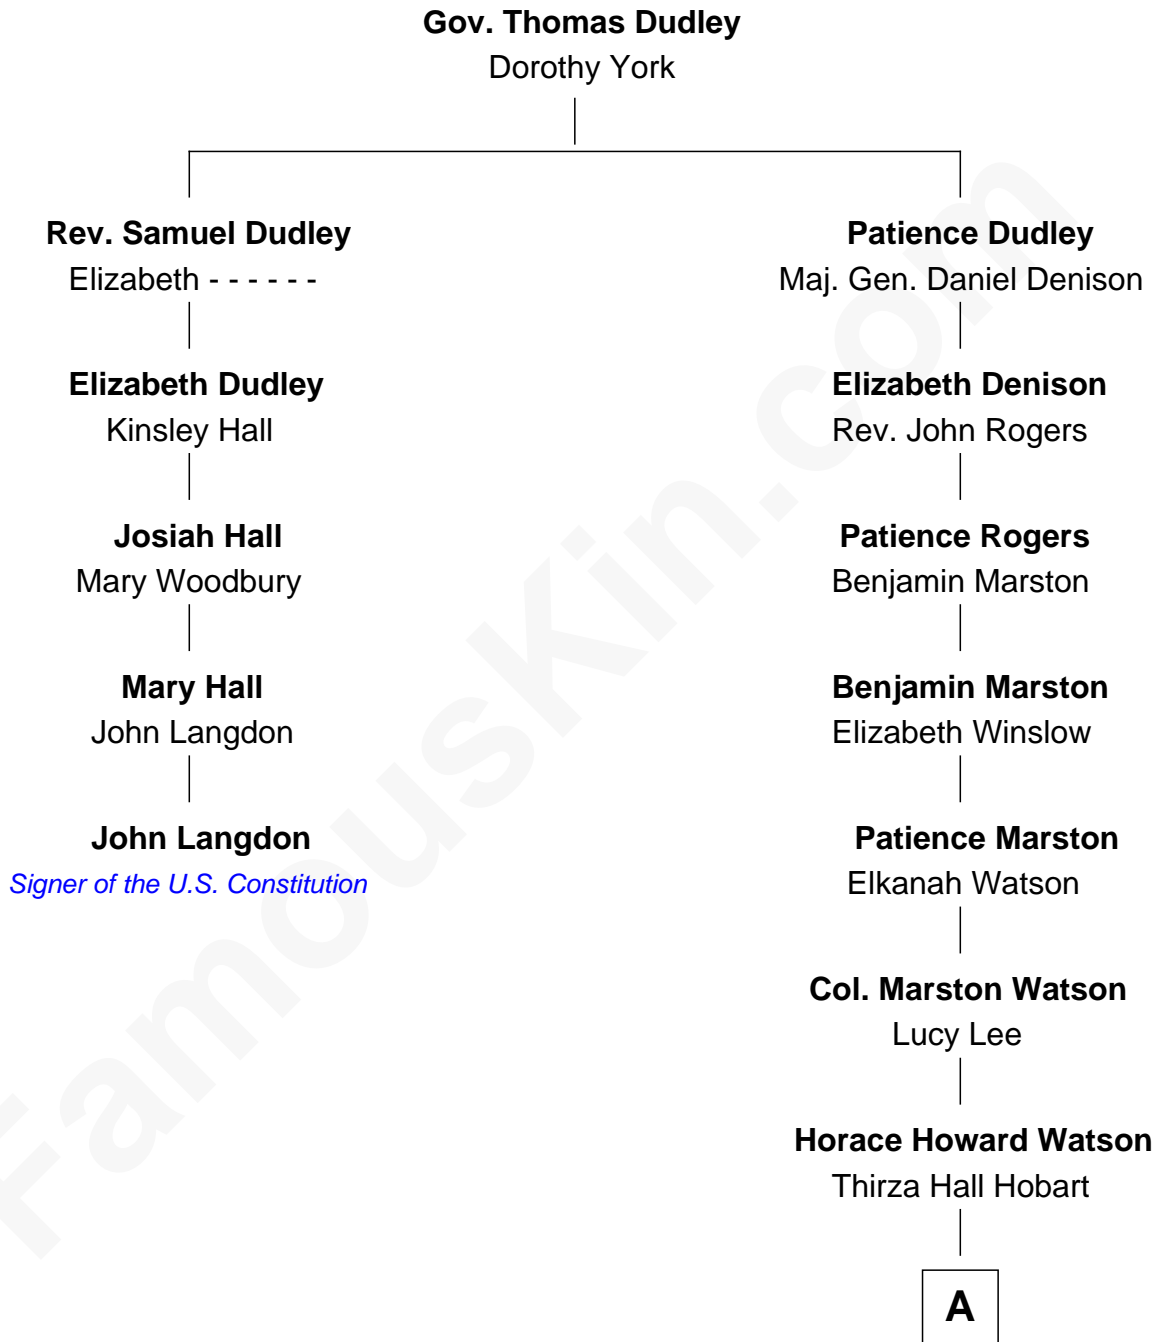 Gov. Thomas Dudley
Dorothy York
Rev. Samuel Dudley
Elizabeth - - - - - -
Elizabeth Dudley
Kinsley Hall
Josiah Hall
Mary Woodbury
Mary Hall
John Langdon
John Langdon
Signer of the U.S. Constitution
Patience Dudley
Maj. Gen. Daniel Denison
Elizabeth Denison
Rev. John Rogers
Patience Rogers
Benjamin Marston
Benjamin Marston
Elizabeth Winslow
Patience Marston
Elkanah Watson
Col. Marston Watson
Lucy Lee
Horace Howard Watson
Thirza Hall Hobart
A
FamousKin.com